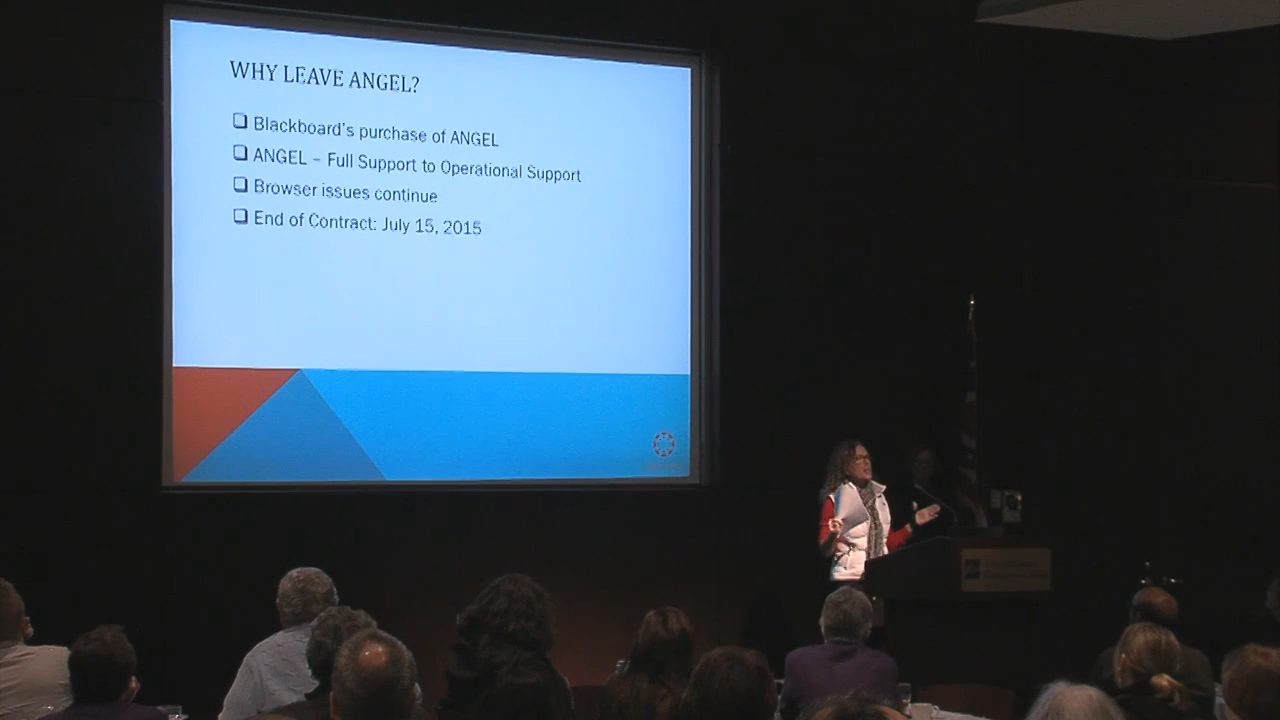 WHY LEAVE ANGEL?
Blackboard's purchase of ANGEL
ANGEL – Full Support to Operational Support
Browser issues continue
End of Contract: July 15, 2015